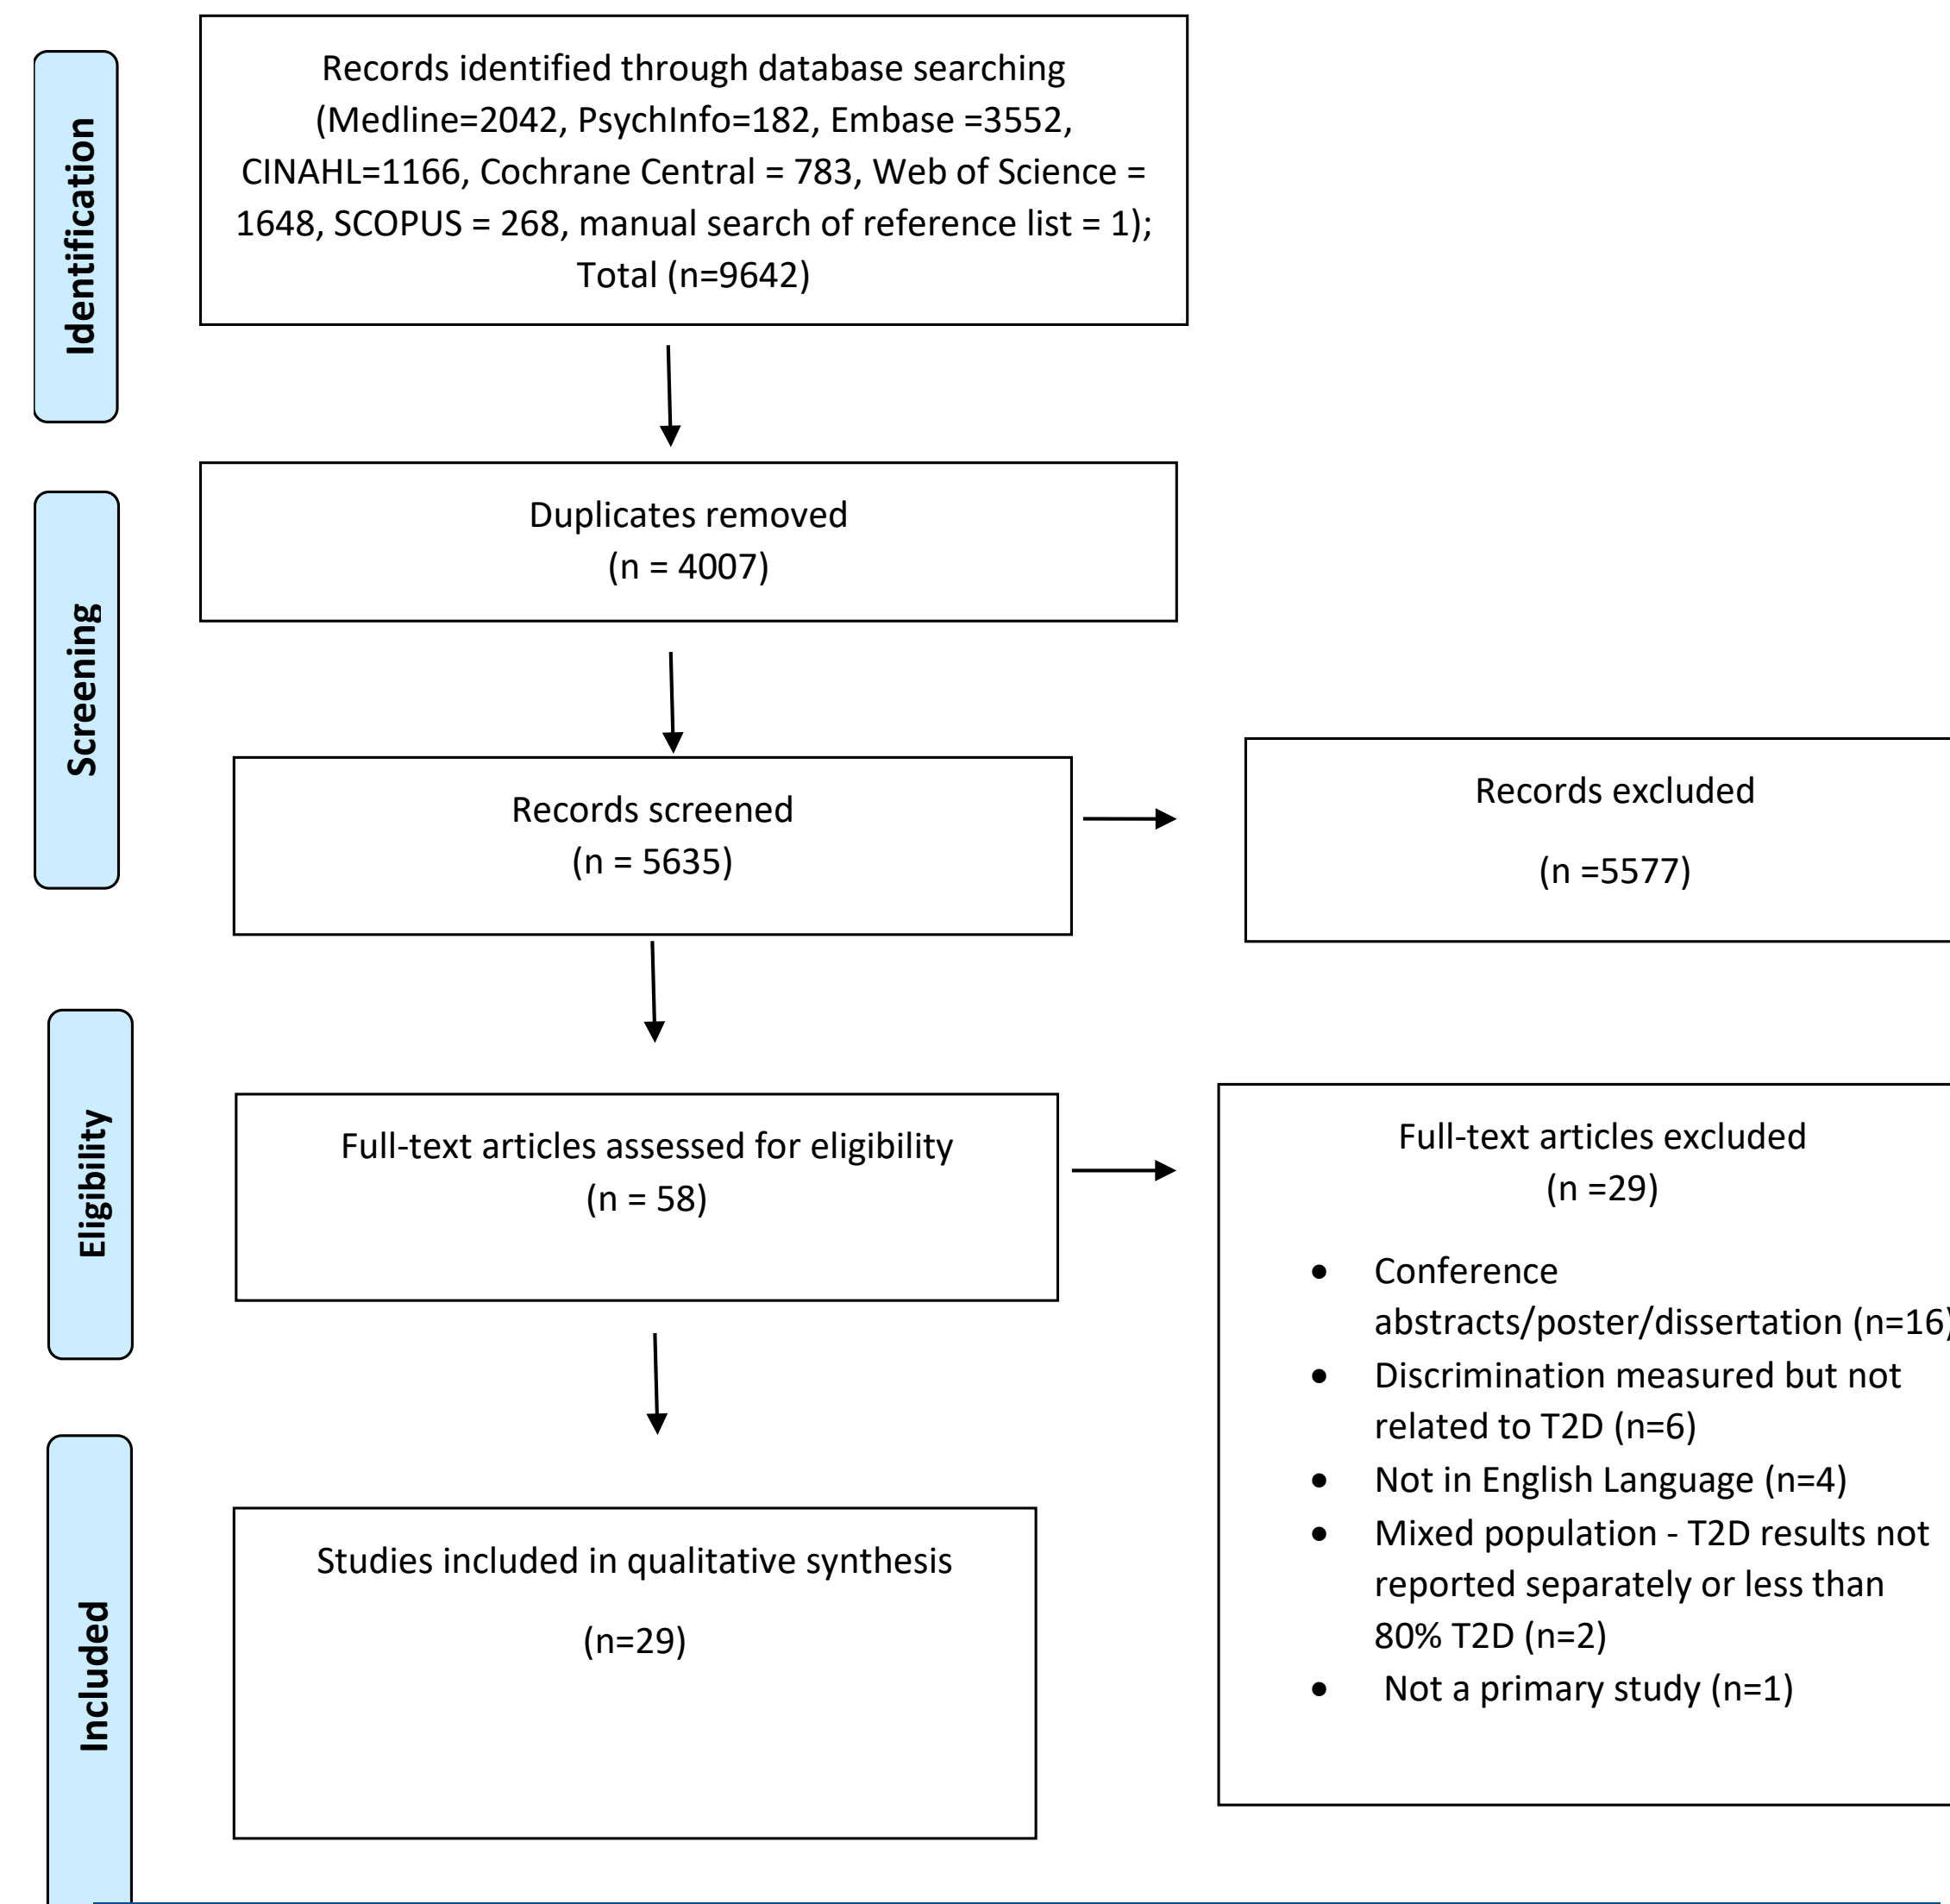 Identification
Records identified through database searching
(Medline=2042, PsychInfo=182, Embase =3552,
CINAHL=1166, Cochrane Central = 783, Web of Science =
1648, SCOPUS = 268, manual search of reference list = 1);
Total (n=9642)
Screening
Duplicates removed
(n = 4007)
Records screened
(n = 5635)
Records excluded
(n =5577)
Eligibility
Full-text articles assessed for eligibility
(n = 58)
Full-text articles excluded
(n =29)
• Conference
abstracts/poster/dissertation (n=16)
• Discrimination measured but not
related to T2D (n=6)
• Not in English Language (n=4)
• Mixed population - T2D results not
reported separately or less than
80% T2D (n=2)
• Not a primary study (n=1)
Included
Studies included in qualitative synthesis
(n=29)